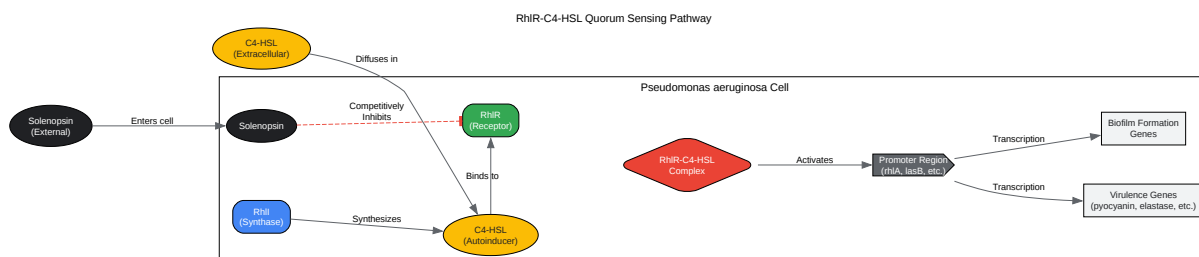 RhlR-C4-HSL Quorum Sensing Pathway
C4-HSL
(Extracellular)
Diffuses in
Pseudomonas aeruginosa Cell
Solenopsin
(External)
Enters cell
Solenopsin
Competitively
Inhibits
RhlR
(Receptor)
Binds to
RhlI
(Synthase)
Synthesizes
C4-HSL
(Autoinducer)
RhlR-C4-HSL
Complex
Activates
Promoter Region
(rhlA, lasB, etc.)
Transcription
Biofilm Formation
Genes
Transcription
Virulence Genes
(pyocyanin, elastase, etc.)